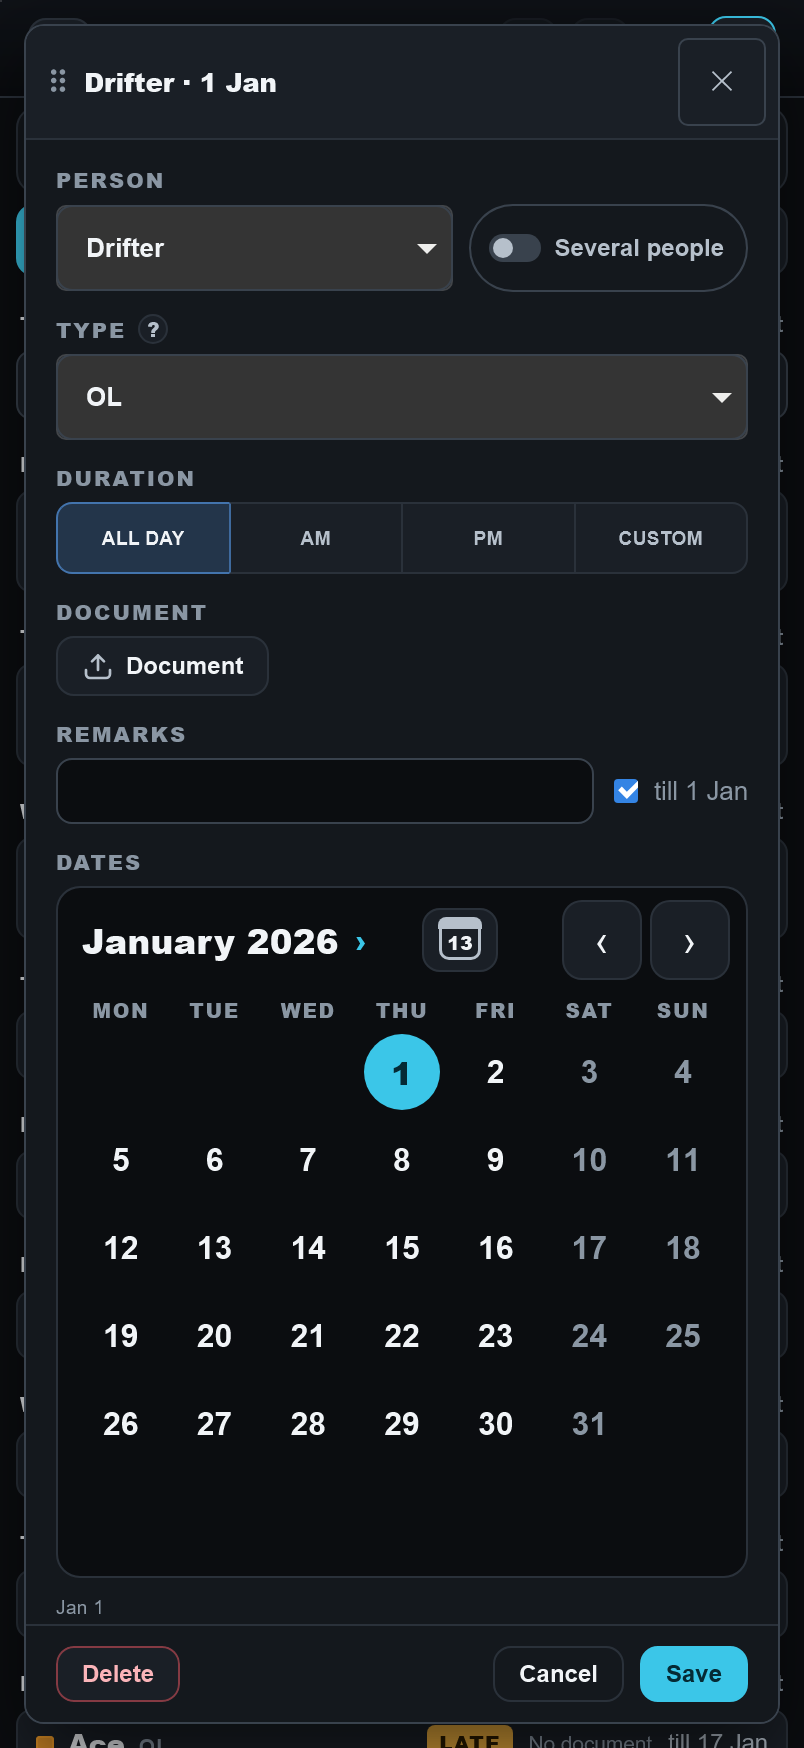 Drifter · 1 Jan
PERSON
Drifter
Several people
TYPE ?
OL
DURATION
ALL DAY AM PM CUSTOM
DOCUMENT
Document
REMARKS
till 1 Jan
DATES
January 2026 › 13 ‹ ›
MON TUE WED THU FRI SAT SUN
1 2 3 4
5 6 7 8 9 10 11
12 13 14 15 16 17 18
19 20 21 22 23 24 25
26 27 28 29 30 31
Jan 1
Delete Cancel Save
Ace OL LATE No document till 17 Jan